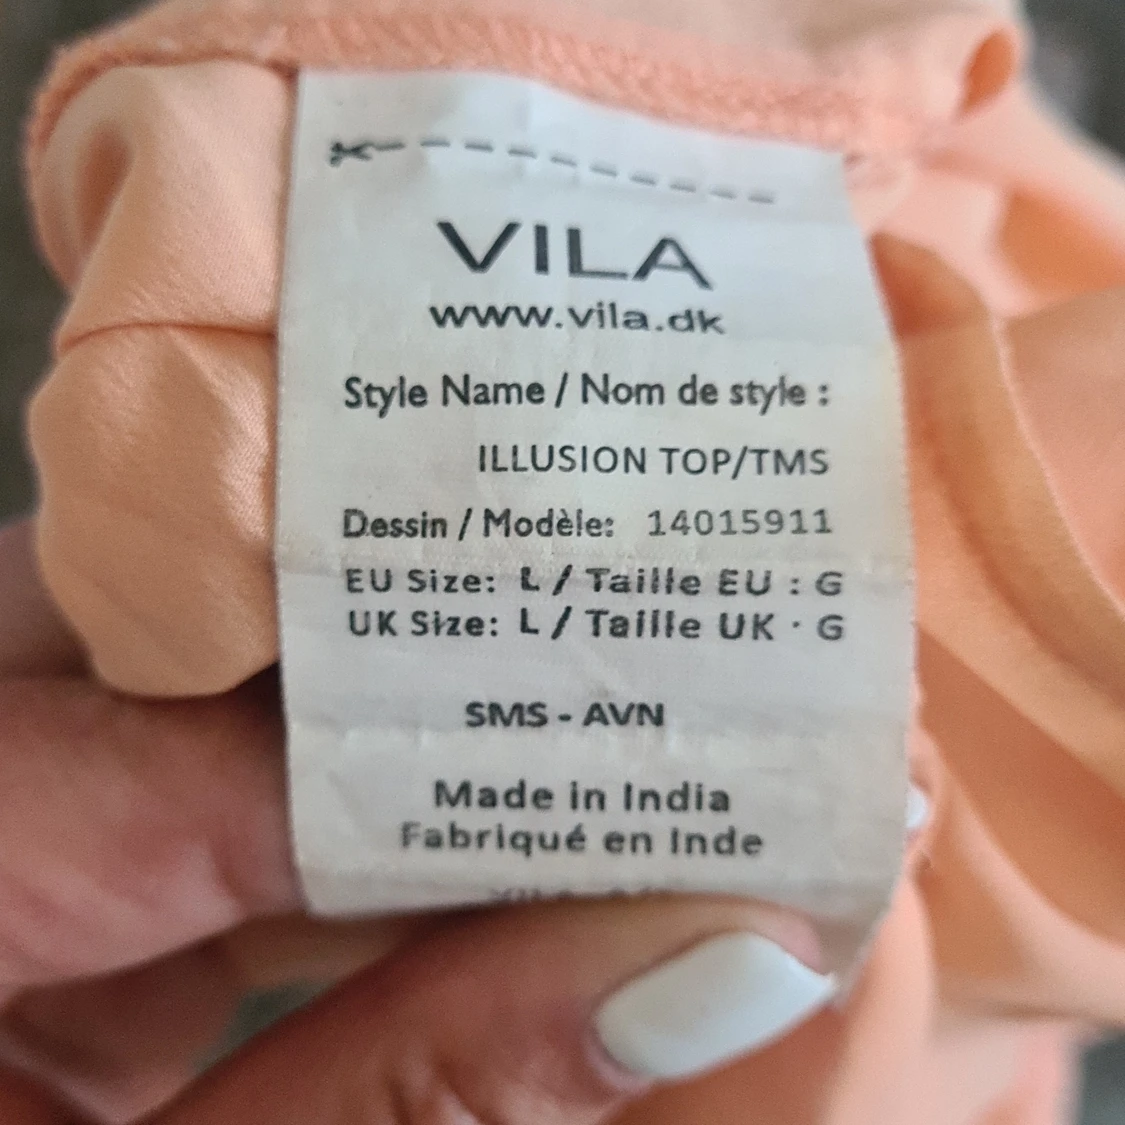 VILA
www.vila.dk
Style Name / Nom de style :
ILLUSION TOP/TMS
Dessin / Modèle: 14015911
EU Size: L / Taille EU : G
UK Size: L / Taille UK : G
SMS - AVN
Made in India
Fabriqué en Inde